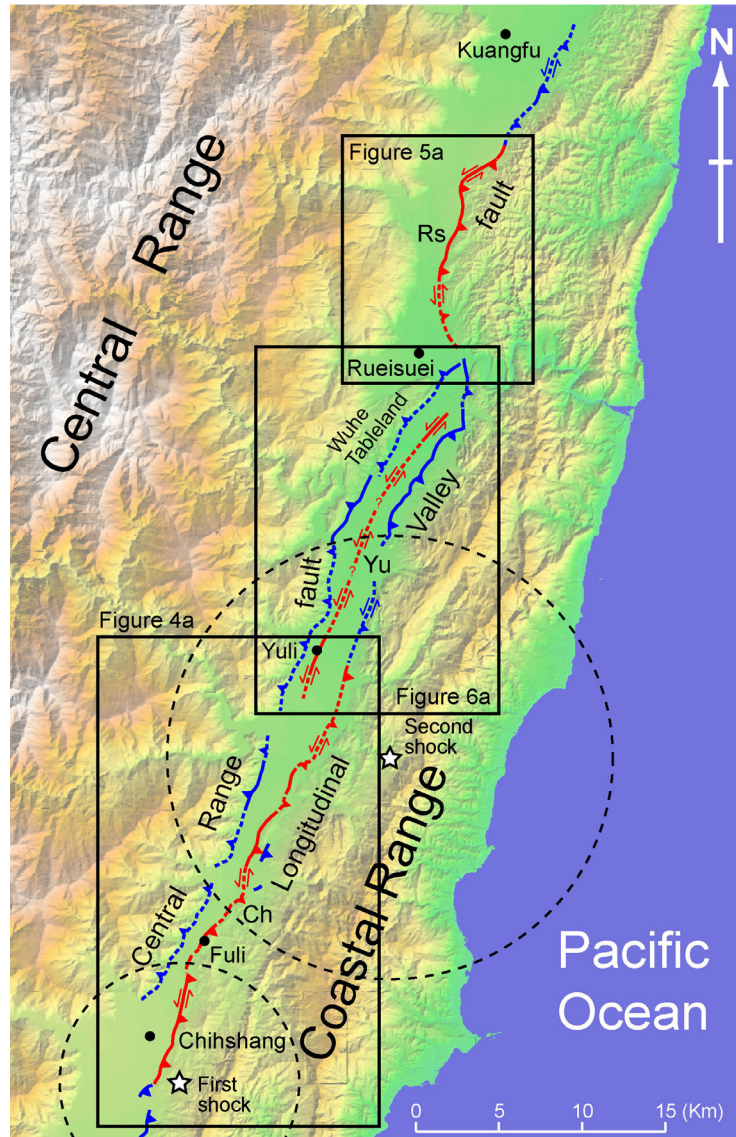 Kuangfu
N
Figure 5a
Central Range
fault
Rs
Rueisuei
Wuhe
Tableland
Valley
?
Yu
?
fault
Figure 4a
Yuli
Figure 6a
Second
shock
Range
Longitudinal
Coastal Range
Central
Ch
Fuli
Pacific
Ocean
Chihshang
First
shock
0 5 10 15 (Km)